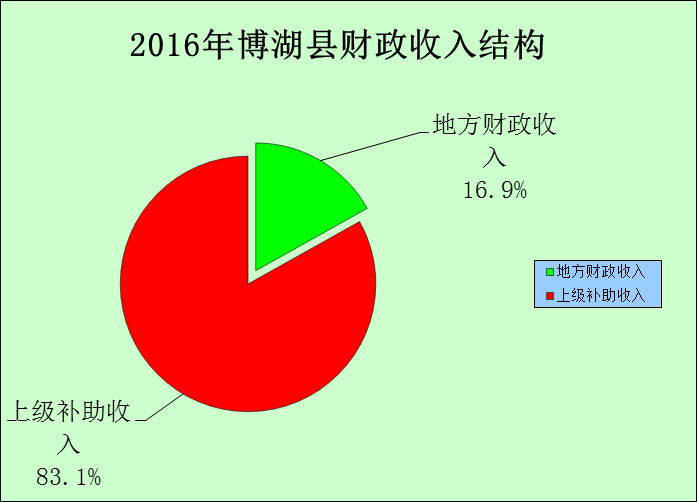 2016年博湖县财政收入结构
地方财政收
入
16.9%
地方财政收入
上级补助收入
上级补助收
入
83.1%